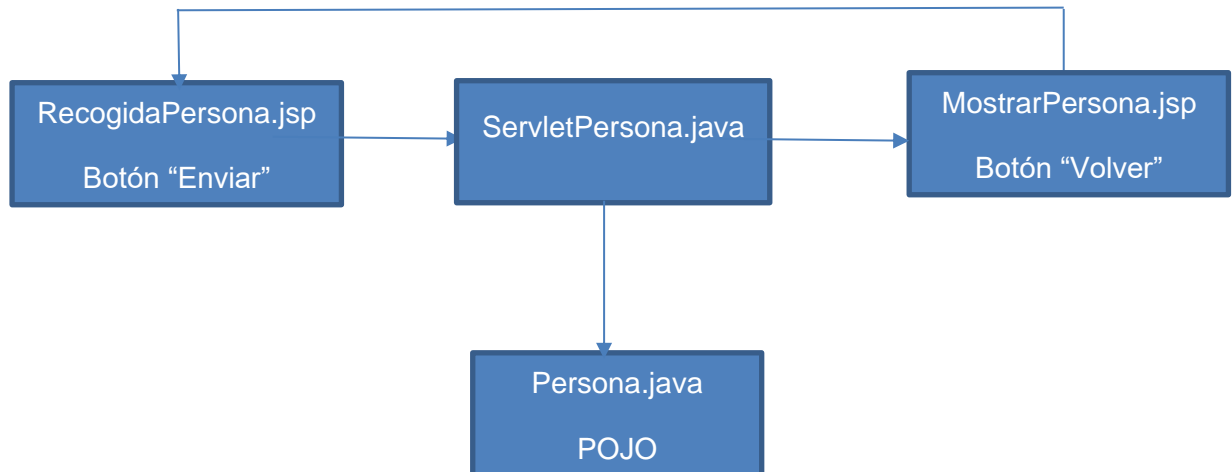 RecogidaPersona.jsp
Botón “Enviar”
ServletPersona.java
MostrarPersona.jsp
Botón “Volver”
Persona.java
POJO